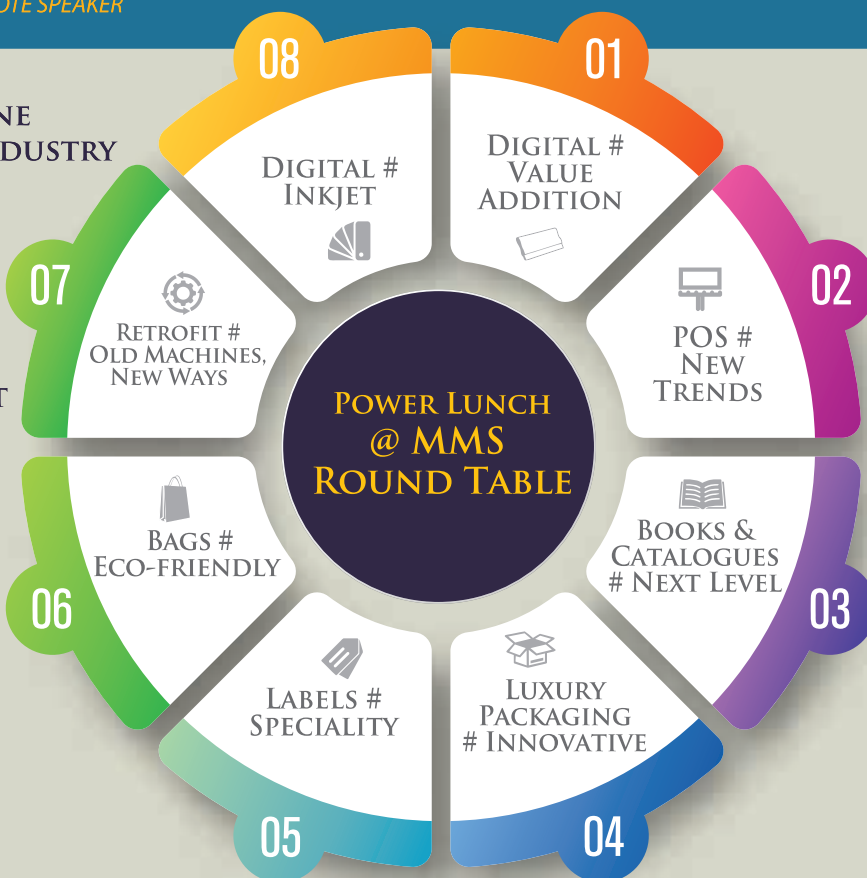 OTE SPEAKER
NE
DUSTRY
T
08
01
DIGITAL #
INKJET
DIGITAL #
VALUE
ADDITION
07
02
RETROFIT #
OLD MACHINES,
NEW WAYS
POS #
NEW
TRENDS
POWER LUNCH
@ MMS
ROUND TABLE
BAGS #
ECO-FRIENDLY
BOOKS &
CATALOGUES
# NEXT LEVEL
06
03
LABELS #
SPECIALITY
LUXURY
PACKAGING
# INNOVATIVE
05
04